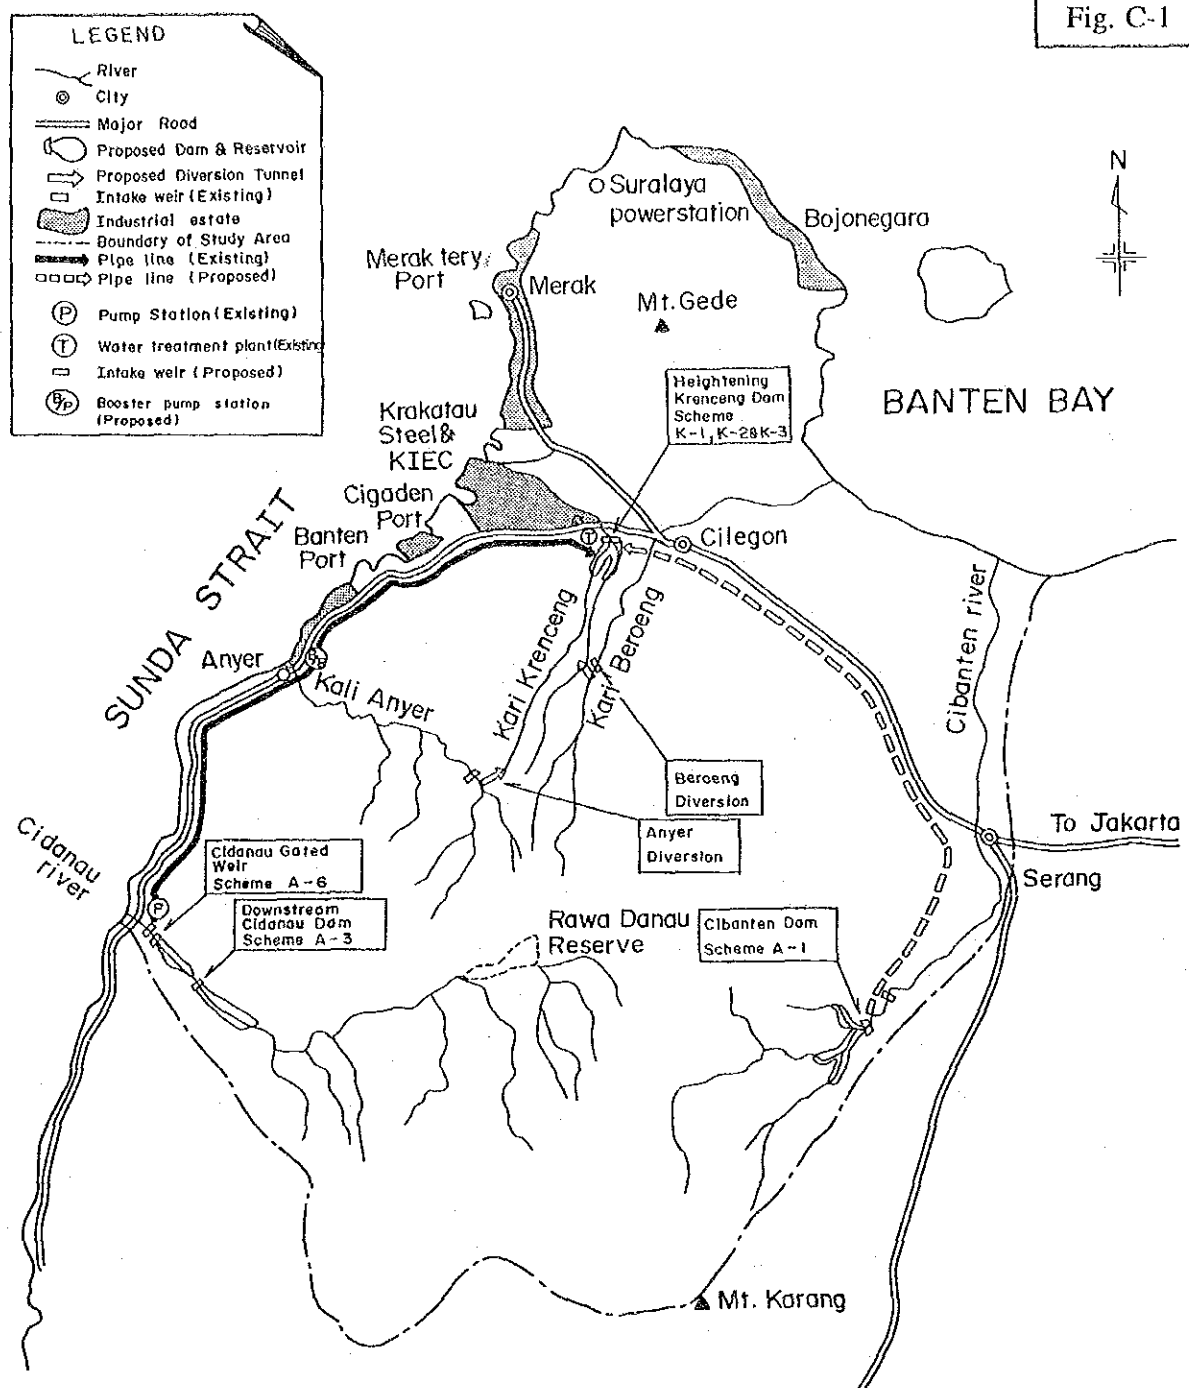 Fig. C-1
LEGEND
River
City
Major Road
Proposed Dam & Reservoir
Proposed Diversion Tunnel
Intake weir (Existing)
Industrial estate
Boundary of Study Area
Pipe line (Existing)
Pipe line (Proposed)
P Pump Station (Existing)
T Water treatment plant (Existing
Intake weir (Proposed)
B/P Booster pump station
(Proposed)
N
Suralaya
powerstation
Bojonegara
Merak tery
Port
Merak
Mt. Gede
Heightening
Krenceng Dam
Scheme
K-1, K-2&K-3
BANTEN BAY
Krakatau
Steel &
KIEC
Cigaden
Port
Banten
Port
SUNDA STRAIT
T
Cilegon
Cibanten river
Kari Krenceng
Kari Beroeng
Anyer
B/P
Kali Anyer
Beroeng
Diversion
Anyer
Diversion
To Jakarta
Serang
Cidanau
river
Cidanau Gated
Weir
Scheme A-6
P
Downstream
Cidanau Dam
Scheme A-3
Rawa Danau
Reserve
Cibanten Dam
Scheme A-1
Mt. Karang